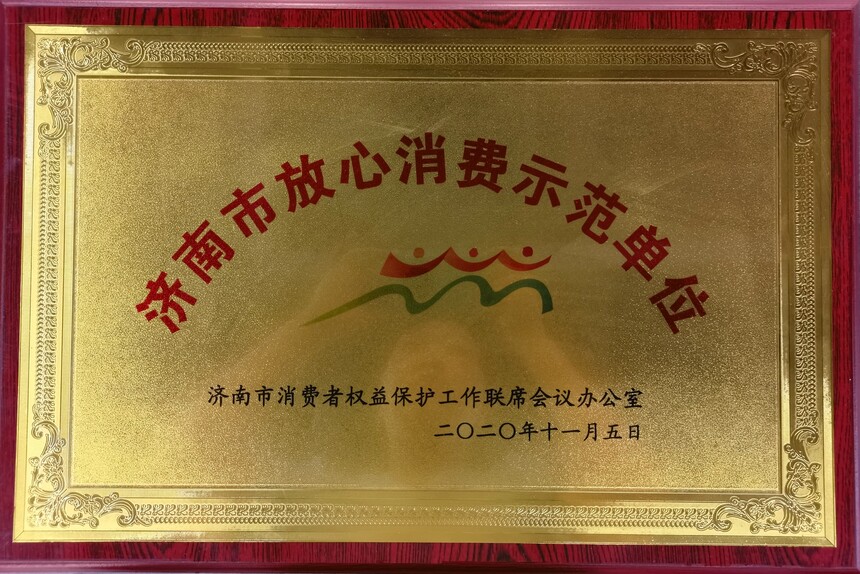 济南市放心消费示范单位
济南市消费者权益保护工作联席会议办公室
二〇二〇年十一月五日